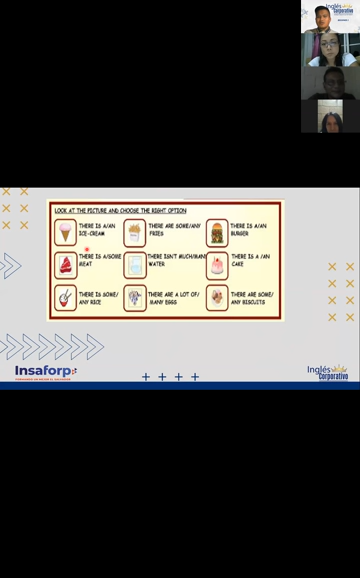 Inglés
Corporativo
LOOK AT THE PICTURE AND CHOOSE THE RIGHT OPTION
THERE IS A/AN
ICE-CREAM
THERE ARE SOME/ANY
FRIES
THERE IS A/AN
BURGER
THERE IS A/SOME
MEAT
THERE ISN'T MUCH/MANY
WATER
THERE IS A /AN
CAKE
THERE IS SOME/
ANY RICE
THERE ARE A LOT OF/
MANY EGGS
THERE ARE SOME/
ANY BISCUITS
Insaforp
Inglés
Corporativo